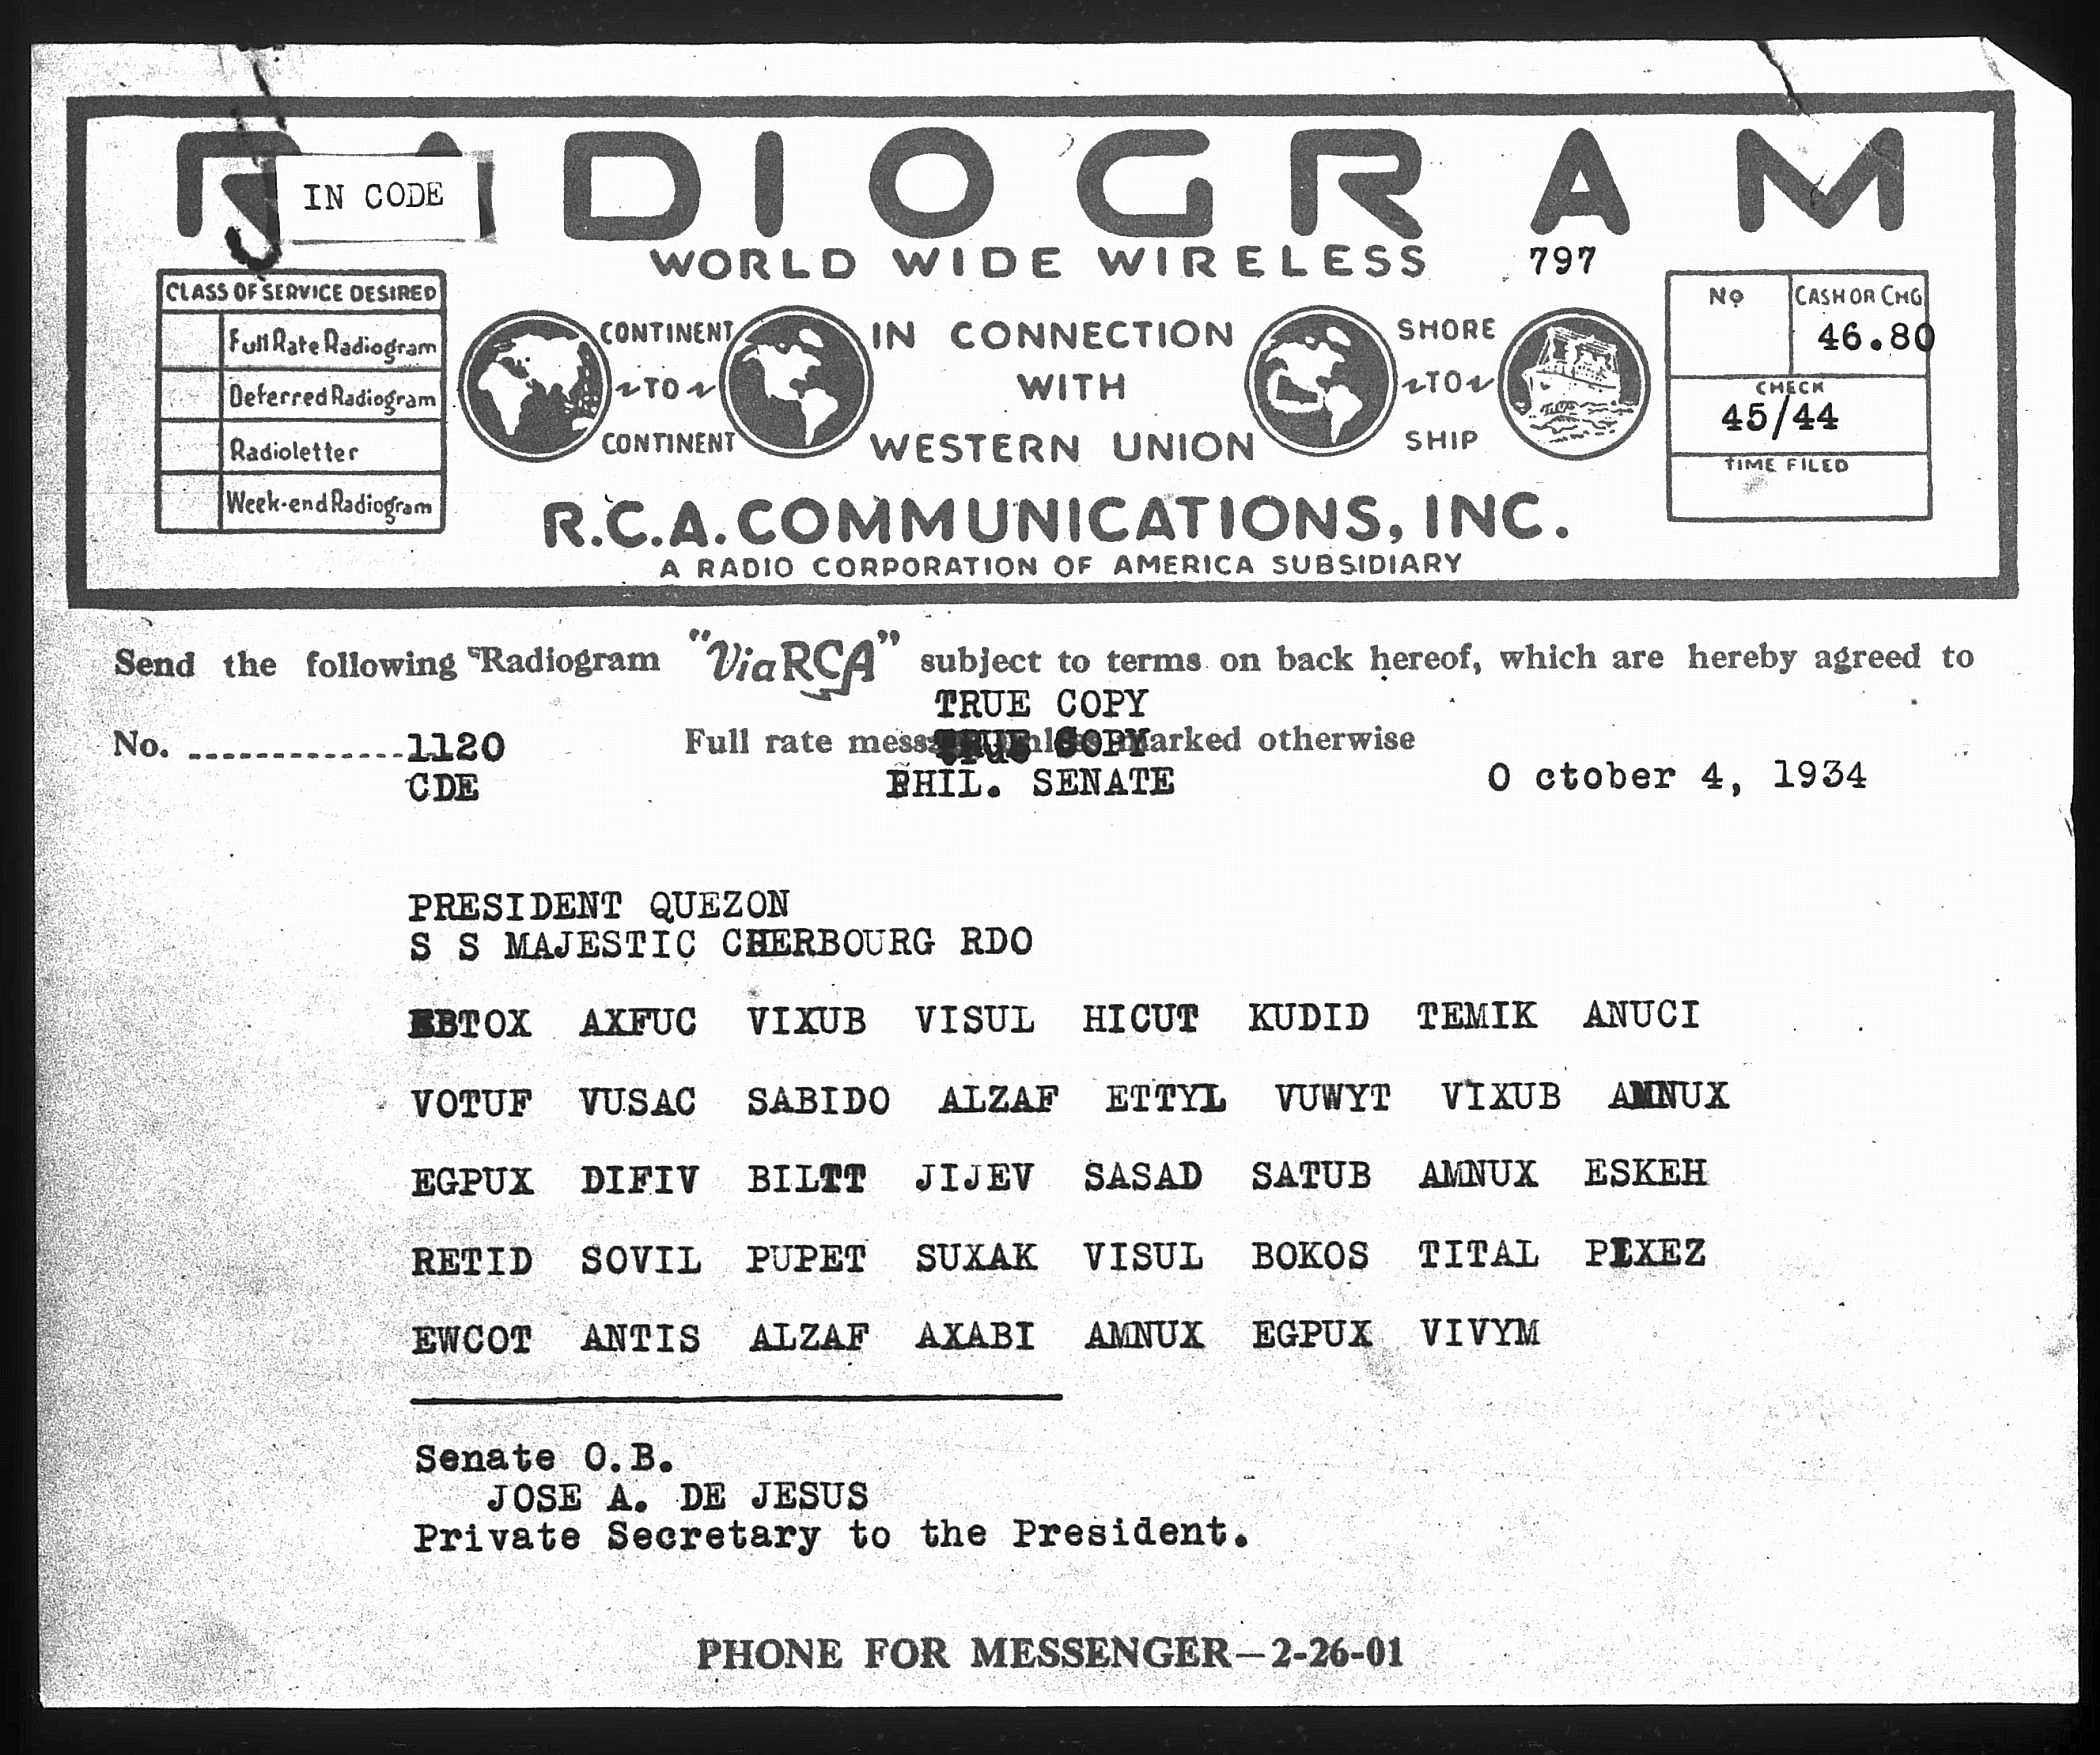 RADIOGRAM
IN CODE
WORLD WIDE WIRELESS 797
CLASS OF SERVICE DESIRED
Full Rate Radiogram
Deferred Radiogram
Radioletter
Week-end Radiogram
CONTINENT
TO
CONTINENT
IN CONNECTION
WITH
WESTERN UNION
SHORE
TO
SHIP
No CASH OR CHG
46.80
CHECK
45/44
TIME FILED
R.C.A. COMMUNICATIONS, INC.
A RADIO CORPORATION OF AMERICA SUBSIDIARY
Send the following Radiogram "Via RCA" subject to terms on back hereof, which are hereby agreed to
TRUE COPY
No. 1120 Full rate message unless marked otherwise
CDE PHIL. SENATE O ctober 4, 1934
PRESIDENT QUEZON
S S MAJESTIC CHERBOURG RDO
EBTOX AXFUC VIXUB VISUL HICUT KUDID TEMIK ANUCI
VOTUF VUSAC SABIDO ALZAF ETTYL VUWYT VIXUB AMNUX
EGPUX DIFIV BILTT JIJEV SASAD SATUB AMNUX ESKEH
RETID SOVIL PUPET SUXAK VISUL BOKOS TITAL
EWCOT ANTIS ALZAF AXABI AMNUX EGPUX VIVYM
Senate O.B.
JOSE A. DE JESUS
Private Secretary to the President.
PHONE FOR MESSENGER—2-26-01